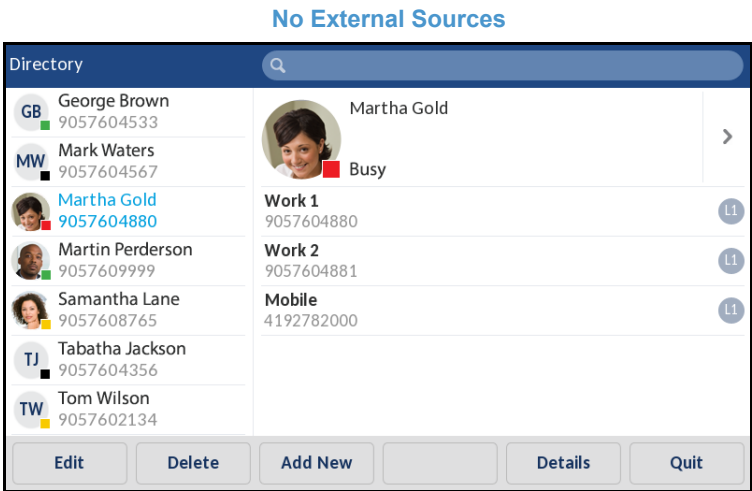 No External Sources
Directory
GB
George Brown
9057604533
MW
Mark Waters
9057604567
Martha Gold
9057604880
Martin Perderson
9057609999
Samantha Lane
9057608765
TJ
Tabatha Jackson
9057604356
TW
Tom Wilson
9057602134
Martha Gold
Busy
Work 1
9057604880
L1
Work 2
9057604881
L1
Mobile
4192782000
L1
Edit
Delete
Add New
Details
Quit